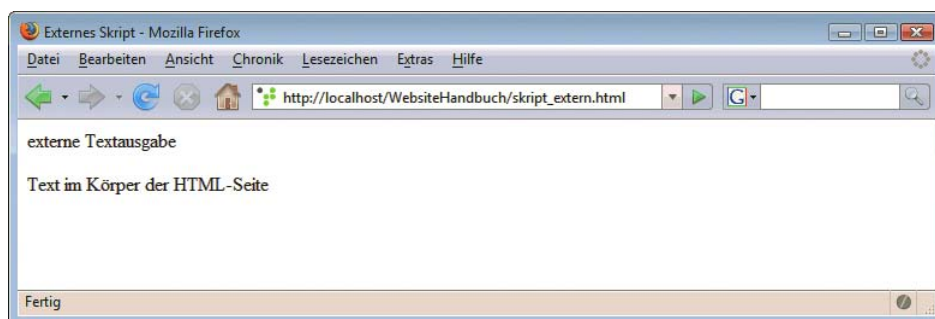 Externes Skript - Mozilla Firefox
Datei Bearbeiten Ansicht Chronik Lesezeichen Extras Hilfe
http://localhost/WebsiteHandbuch/skript_extern.html G
externe Textausgabe
Text im Körper der HTML-Seite
Fertig